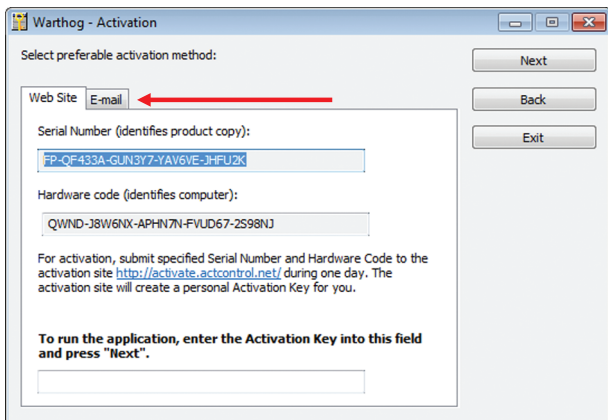 Warthog - Activation
Select preferable activation method:
Next
Web Site
E-mail
Back
Serial Number (identifies product copy):
Exit
FP-QF433A-GUN3Y7-YAV6VE-JHFU2K
Hardware code (identifies computer):
QWND-J8W6NX-APHN7N-FVUD67-2S98NJ
For activation, submit specified Serial Number and Hardware Code to the
activation site http://activate.actcontrol.net/ during one day. The
activation site will create a personal Activation Key for you.
To run the application, enter the Activation Key into this field
and press "Next".